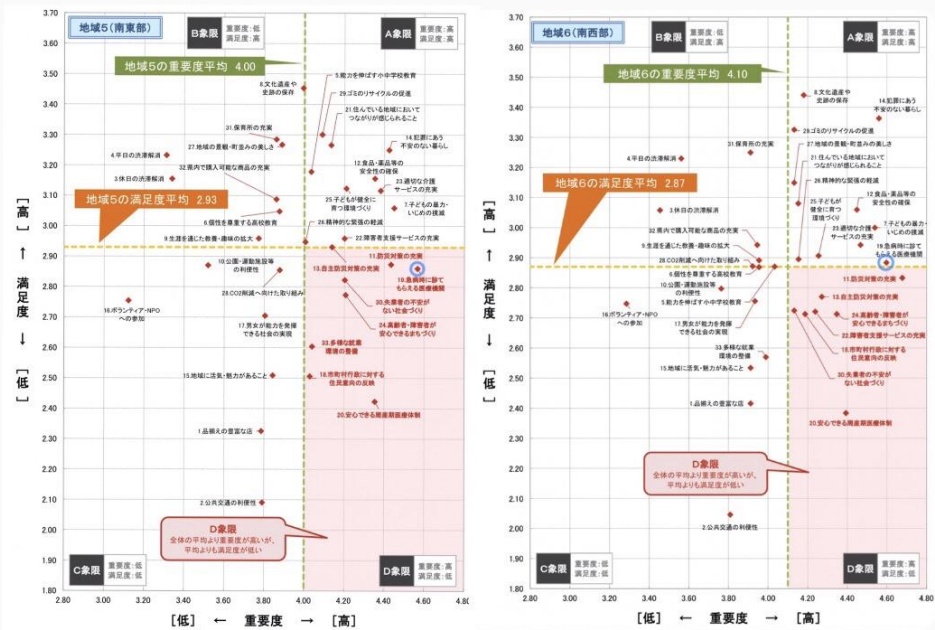 地域5(南東部)
B象限
重要度:低
満足度:高
A象限
重要度:高
満足度:高
地域5の重要度平均 4.00
地域5の満足度平均 2.93
8.文化遺産や
史跡の保存
5.能力を伸ばす小中学校教育
29.ゴミのリサイクルの促進
21.住んでいる地域において
つながりが感じられること
31.保育所の充実
27.地域の景観・町並みの美しさ
14.犯罪にあう
不安のない暮らし
4.平日の渋滞解消
32.県内で購入可能な商品の充実
12.食品・薬品等の
安全性の確保
3.休日の渋滞解消
23.適切な介護
サービスの充実
25.子どもが健全に
育つ環境づくり
7.子どもの暴力・
いじめの撲滅
6.個性を尊重する高校教育
26.精神的な緊張の軽減
9.生涯を通じた教養・趣味の拡大
22.障害者支援サービスの充実
11.防災対策の充実
10.公園・運動施設等
の利便性
13.自主防災対策の充実
19.急病時に診て
もらえる医療機関
28.CO2削減へ向けた取り組み
30.失業者の不安が
ない社会づくり
16.ボランティア・NPO
への参加
24.高齢者・障害者が
安心できるまちづくり
17.男女が能力を発揮
できる社会の実現
33.多様な就業
環境の整備
15.地域に活気・魅力があること
18.市町村行政に対する
住民意向の反映
20.安心できる周産期医療体制
1.品揃えの豊富な店
2.公共交通の利便性
D象限
全体の平均より重要度が高いが、
平均よりも満足度が低い
C象限
重要度:低
満足度:低
D象限
重要度:高
満足度:低
3.70
3.60
3.50
3.40
3.30
3.20
3.10
3.00
2.90
2.80
2.70
2.60
2.50
2.40
2.30
2.20
2.10
2.00
1.90
1.80
2.80 3.00 3.20 3.40 3.60 3.80 4.00 4.20 4.40 4.60 4.80
[高] ← 満足度 → [低]
[低] ← 重要度 → [高]
地域6(南西部)
B象限
重要度:低
満足度:高
A象限
重要度:高
満足度:高
地域6の重要度平均 4.10
地域6の満足度平均 2.87
8.文化遺産や
史跡の保存
14.犯罪にあう
不安のない暮らし
29.ゴミのリサイクルの促進
31.保育所の充実
27.地域の景観・町並みの美しさ
4.平日の渋滞解消
21.住んでいる地域において
つながりが感じられること
26.精神的な緊張の軽減
12.食品・薬品等の
安全性の確保
25.子どもが
健全に育つ
環境づくり
3.休日の渋滞解消
7.子どもの暴力・
いじめの撲滅
23.適切な介護
サービスの充実
32.県内で購入可能な商品の充実
9.生涯を通じた教養・趣味の拡大
19.急病時に診て
もらえる医療機関
28.CO2削減へ向けた取り組み
6.個性を尊重する高校教育
11.防災対策の充実
10.公園・運動施設等
の利便性
13.自主防災対策の充実
5.能力を伸ばす小中学校教育
16.ボランティア・NPO
への参加
24.高齢者・障害者が
安心できるまちづくり
17.男女が能力を発揮
できる社会の実現
22.障害者支援サービスの充実
18.市町村行政に対する
住民意向の反映
33.多様な就業
環境の整備
15.地域に活気・魅力があること
30.失業者の不安が
ない社会づくり
1.品揃えの豊富な店
20.安心できる周産期医療体制
2.公共交通の利便性
D象限
全体の平均より重要度が高いが、
平均よりも満足度が低い
C象限
重要度:低
満足度:低
D象限
重要度:高
満足度:低
3.70
3.60
3.50
3.40
3.30
3.20
3.10
3.00
2.90
2.80
2.70
2.60
2.50
2.40
2.30
2.20
2.10
2.00
1.90
1.80
2.80 3.00 3.20 3.40 3.60 3.80 4.00 4.20 4.40 4.60 4.80
[高] ← 満足度 → [低]
[低] ← 重要度 → [高]